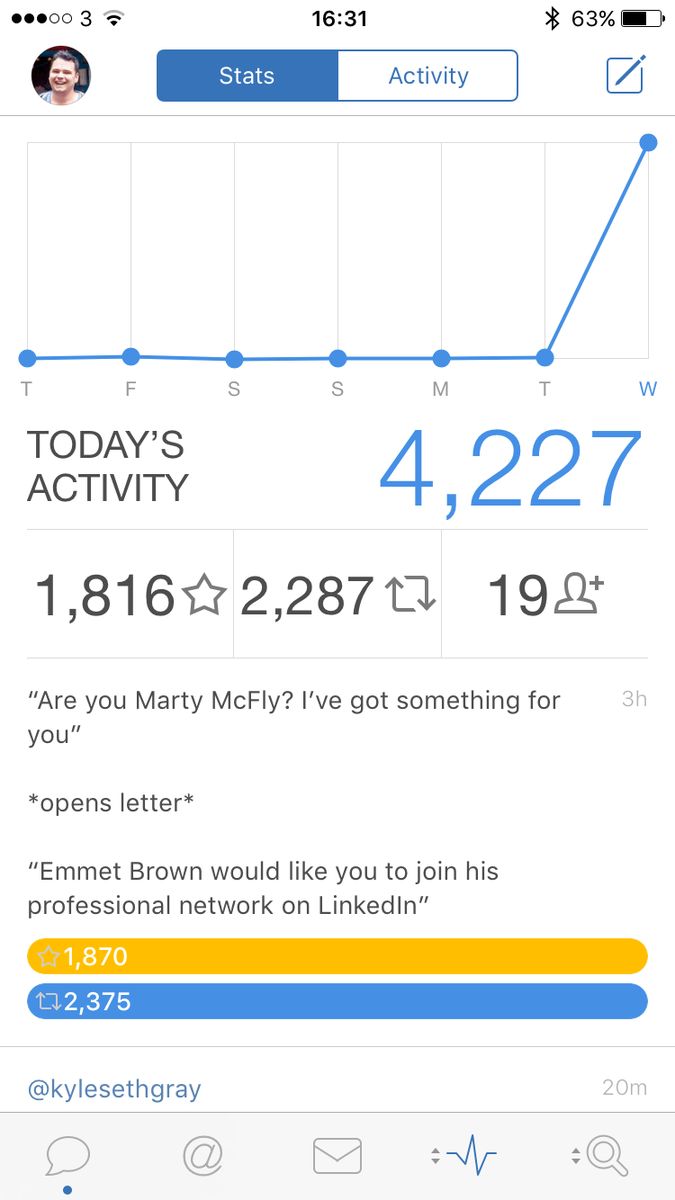 3 16:31 63%
Stats Activity
T F S S M T W
TODAY’S
ACTIVITY
4,227
1,816 2,287 19
“Are you Marty McFly? I’ve got something for 3h
you”
*opens letter*
“Emmet Brown would like you to join his
professional network on LinkedIn”
1,870
2,375
@kylesethgray 20m